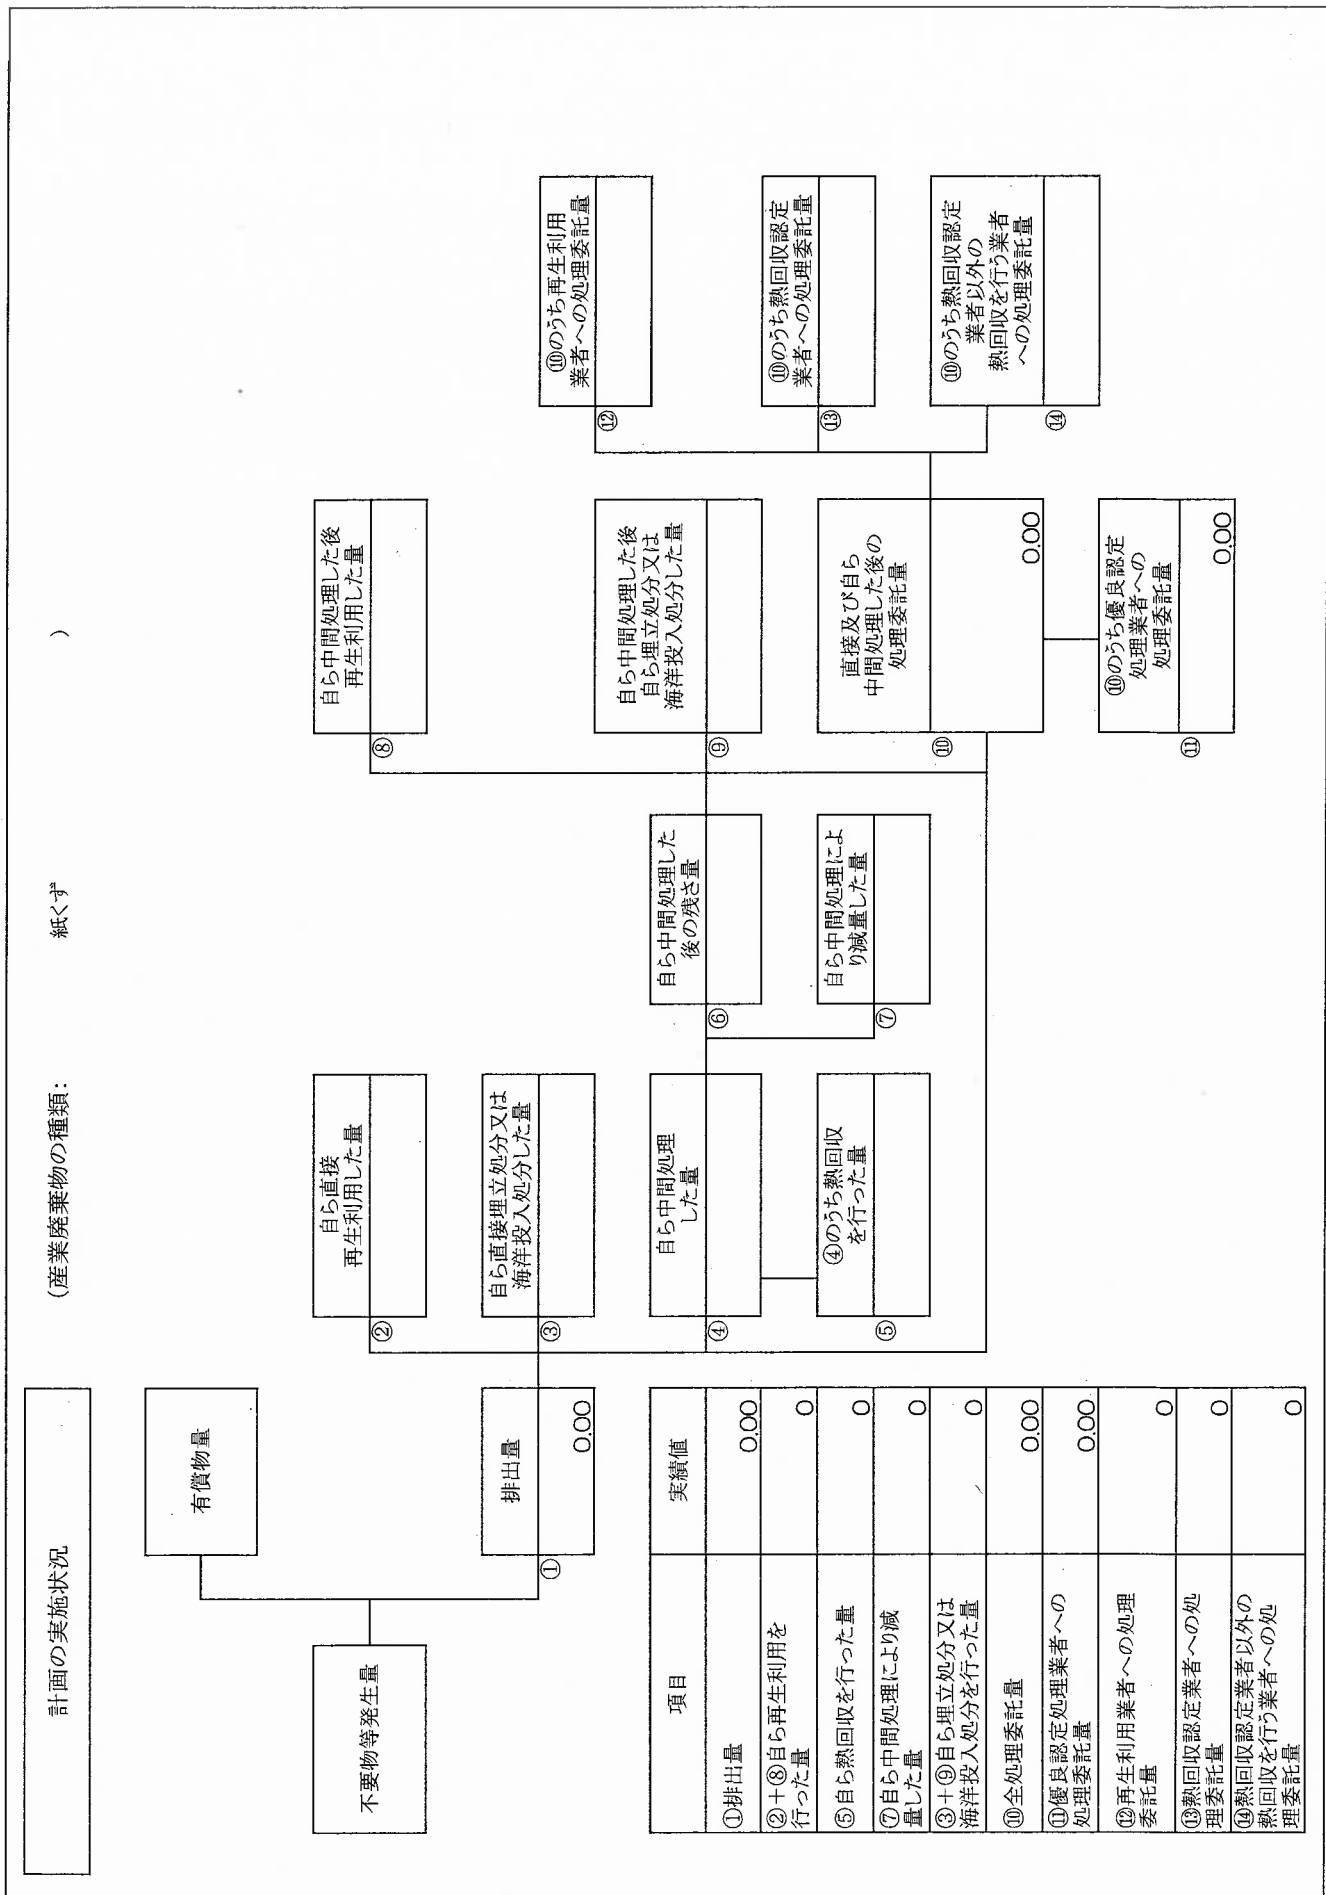 計画の実施状況
(産業廃棄物の種類:
紙くず
)
不要物等発生量
有償物量
①
排出量
0.00
②
自ら直接
再生利用した量
③
自ら直接埋立処分又は
海洋投入処分した量
④
自ら中間処理
した量
⑤
④のうち熱回収
を行った量
⑥
自ら中間処理した
後の残さ量
⑦
自ら中間処理によ
り減量した量
⑧
自ら中間処理した後
再生利用した量
⑨
自ら中間処理した後
自ら埋立処分又は
海洋投入処分した量
⑩
直接及び自ら
中間処理した後の
処理委託量
0.00
⑪
⑩のうち優良認定
処理業者への
処理委託量
0.00
⑫
⑩のうち再生利用
業者への処理委託量
⑬
⑩のうち熱回収認定
業者への処理委託量
⑭
⑩のうち熱回収認定
業者以外の
熱回収を行う業者
への処理委託量
項目 実績値
①排出量 0.00
②+⑧自ら再生利用を
行った量 0
⑤自ら熱回収を行った量 0
⑦自ら中間処理により減
量した量 0
③+⑨自ら埋立処分又は
海洋投入処分を行った量 0
⑩全処理委託量 0.00
⑪優良認定処理業者への
処理委託量 0.00
⑫再生利用業者への処理
委託量 0
⑬熱回収認定業者への処
理委託量 0
⑭熱回収認定業者以外の
熱回収を行う業者への処
理委託量 0